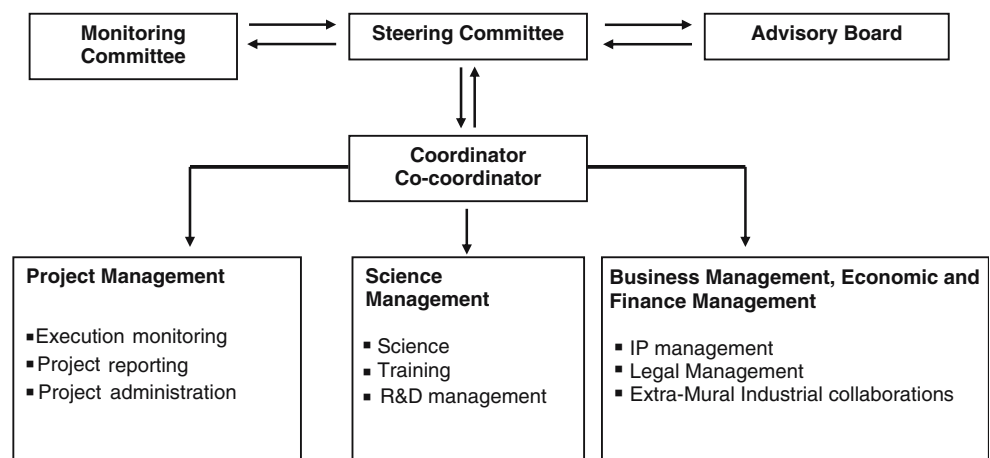 Monitoring
Committee
Steering Committee
Advisory Board
Coordinator
Co-coordinator
Project Management
▪Execution monitoring
▪Project reporting
▪Project administration
Science
Management
▪ Science
▪ Training
▪ R&D management
Business Management, Economic and
Finance Management
▪ IP management
▪ Legal Management
▪ Extra-Mural Industrial collaborations